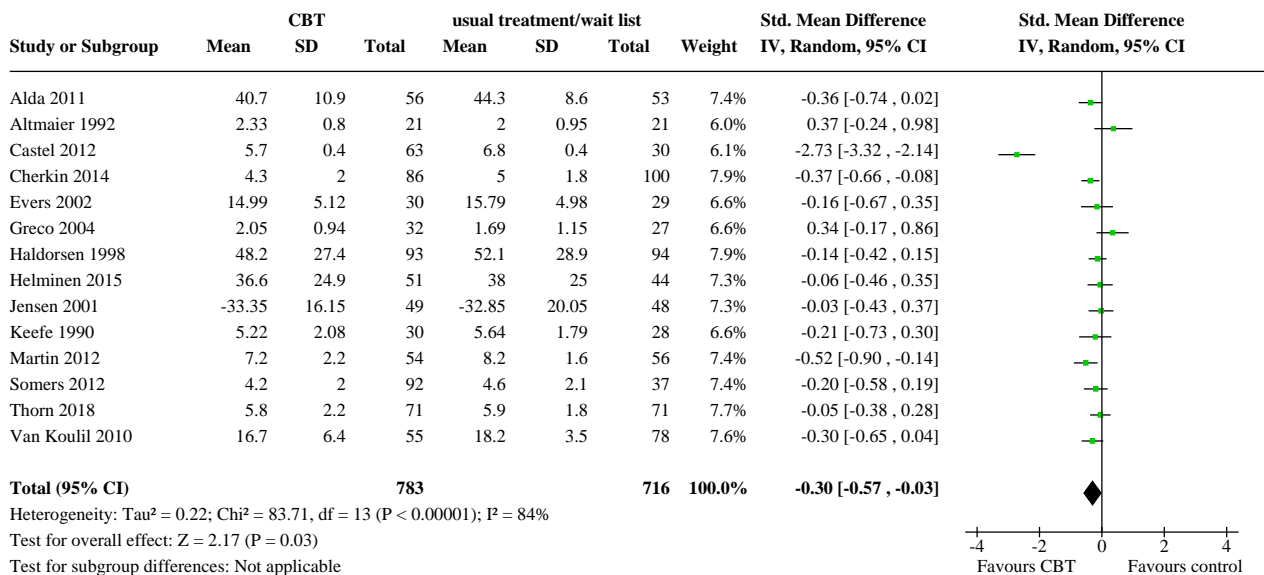 CBT usual treatment/wait list Std. Mean Difference Std. Mean Difference
Study or Subgroup Mean SD Total Mean SD Total Weight IV, Random, 95% CI IV, Random, 95% CI
Alda 2011 40.7 10.9 56 44.3 8.6 53 7.4% -0.36 [-0.74 , 0.02]
Altmaier 1992 2.33 0.8 21 2 0.95 21 6.0% 0.37 [-0.24 , 0.98]
Castel 2012 5.7 0.4 63 6.8 0.4 30 6.1% -2.73 [-3.32 , -2.14]
Cherkin 2014 4.3 2 86 5 1.8 100 7.9% -0.37 [-0.66 , -0.08]
Evers 2002 14.99 5.12 30 15.79 4.98 29 6.6% -0.16 [-0.67 , 0.35]
Greco 2004 2.05 0.94 32 1.69 1.15 27 6.6% 0.34 [-0.17 , 0.86]
Haldorsen 1998 48.2 27.4 93 52.1 28.9 94 7.9% -0.14 [-0.42 , 0.15]
Helminen 2015 36.6 24.9 51 38 25 44 7.3% -0.06 [-0.46 , 0.35]
Jensen 2001 -33.35 16.15 49 -32.85 20.05 48 7.3% -0.03 [-0.43 , 0.37]
Keefe 1990 5.22 2.08 30 5.64 1.79 28 6.6% -0.21 [-0.73 , 0.30]
Martin 2012 7.2 2.2 54 8.2 1.6 56 7.4% -0.52 [-0.90 , -0.14]
Somers 2012 4.2 2 92 4.6 2.1 37 7.4% -0.20 [-0.58 , 0.19]
Thorn 2018 5.8 2.2 71 5.9 1.8 71 7.7% -0.05 [-0.38 , 0.28]
Van Koulil 2010 16.7 6.4 55 18.2 3.5 78 7.6% -0.30 [-0.65 , 0.04]
Total (95% CI) 783 716 100.0% -0.30 [-0.57 , -0.03]
Heterogeneity: Tau² = 0.22; Chi² = 83.71, df = 13 (P < 0.00001); I² = 84%
Test for overall effect: Z = 2.17 (P = 0.03)
Test for subgroup differences: Not applicable
-4 -2 0 2 4
Favours CBT Favours control